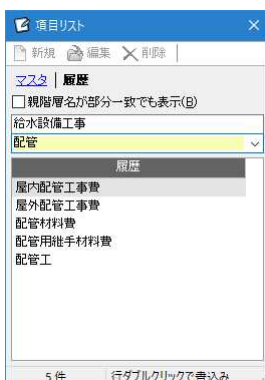 項目リスト
新規 編集 削除
マスタ 履歴
親階層名が部分一致でも表示(B)
給水設備工事
配管
履歴
屋内配管工事費
屋外配管工事費
配管材料費
配管用継手材料費
配管工
5件 行ダブルクリックで書込み